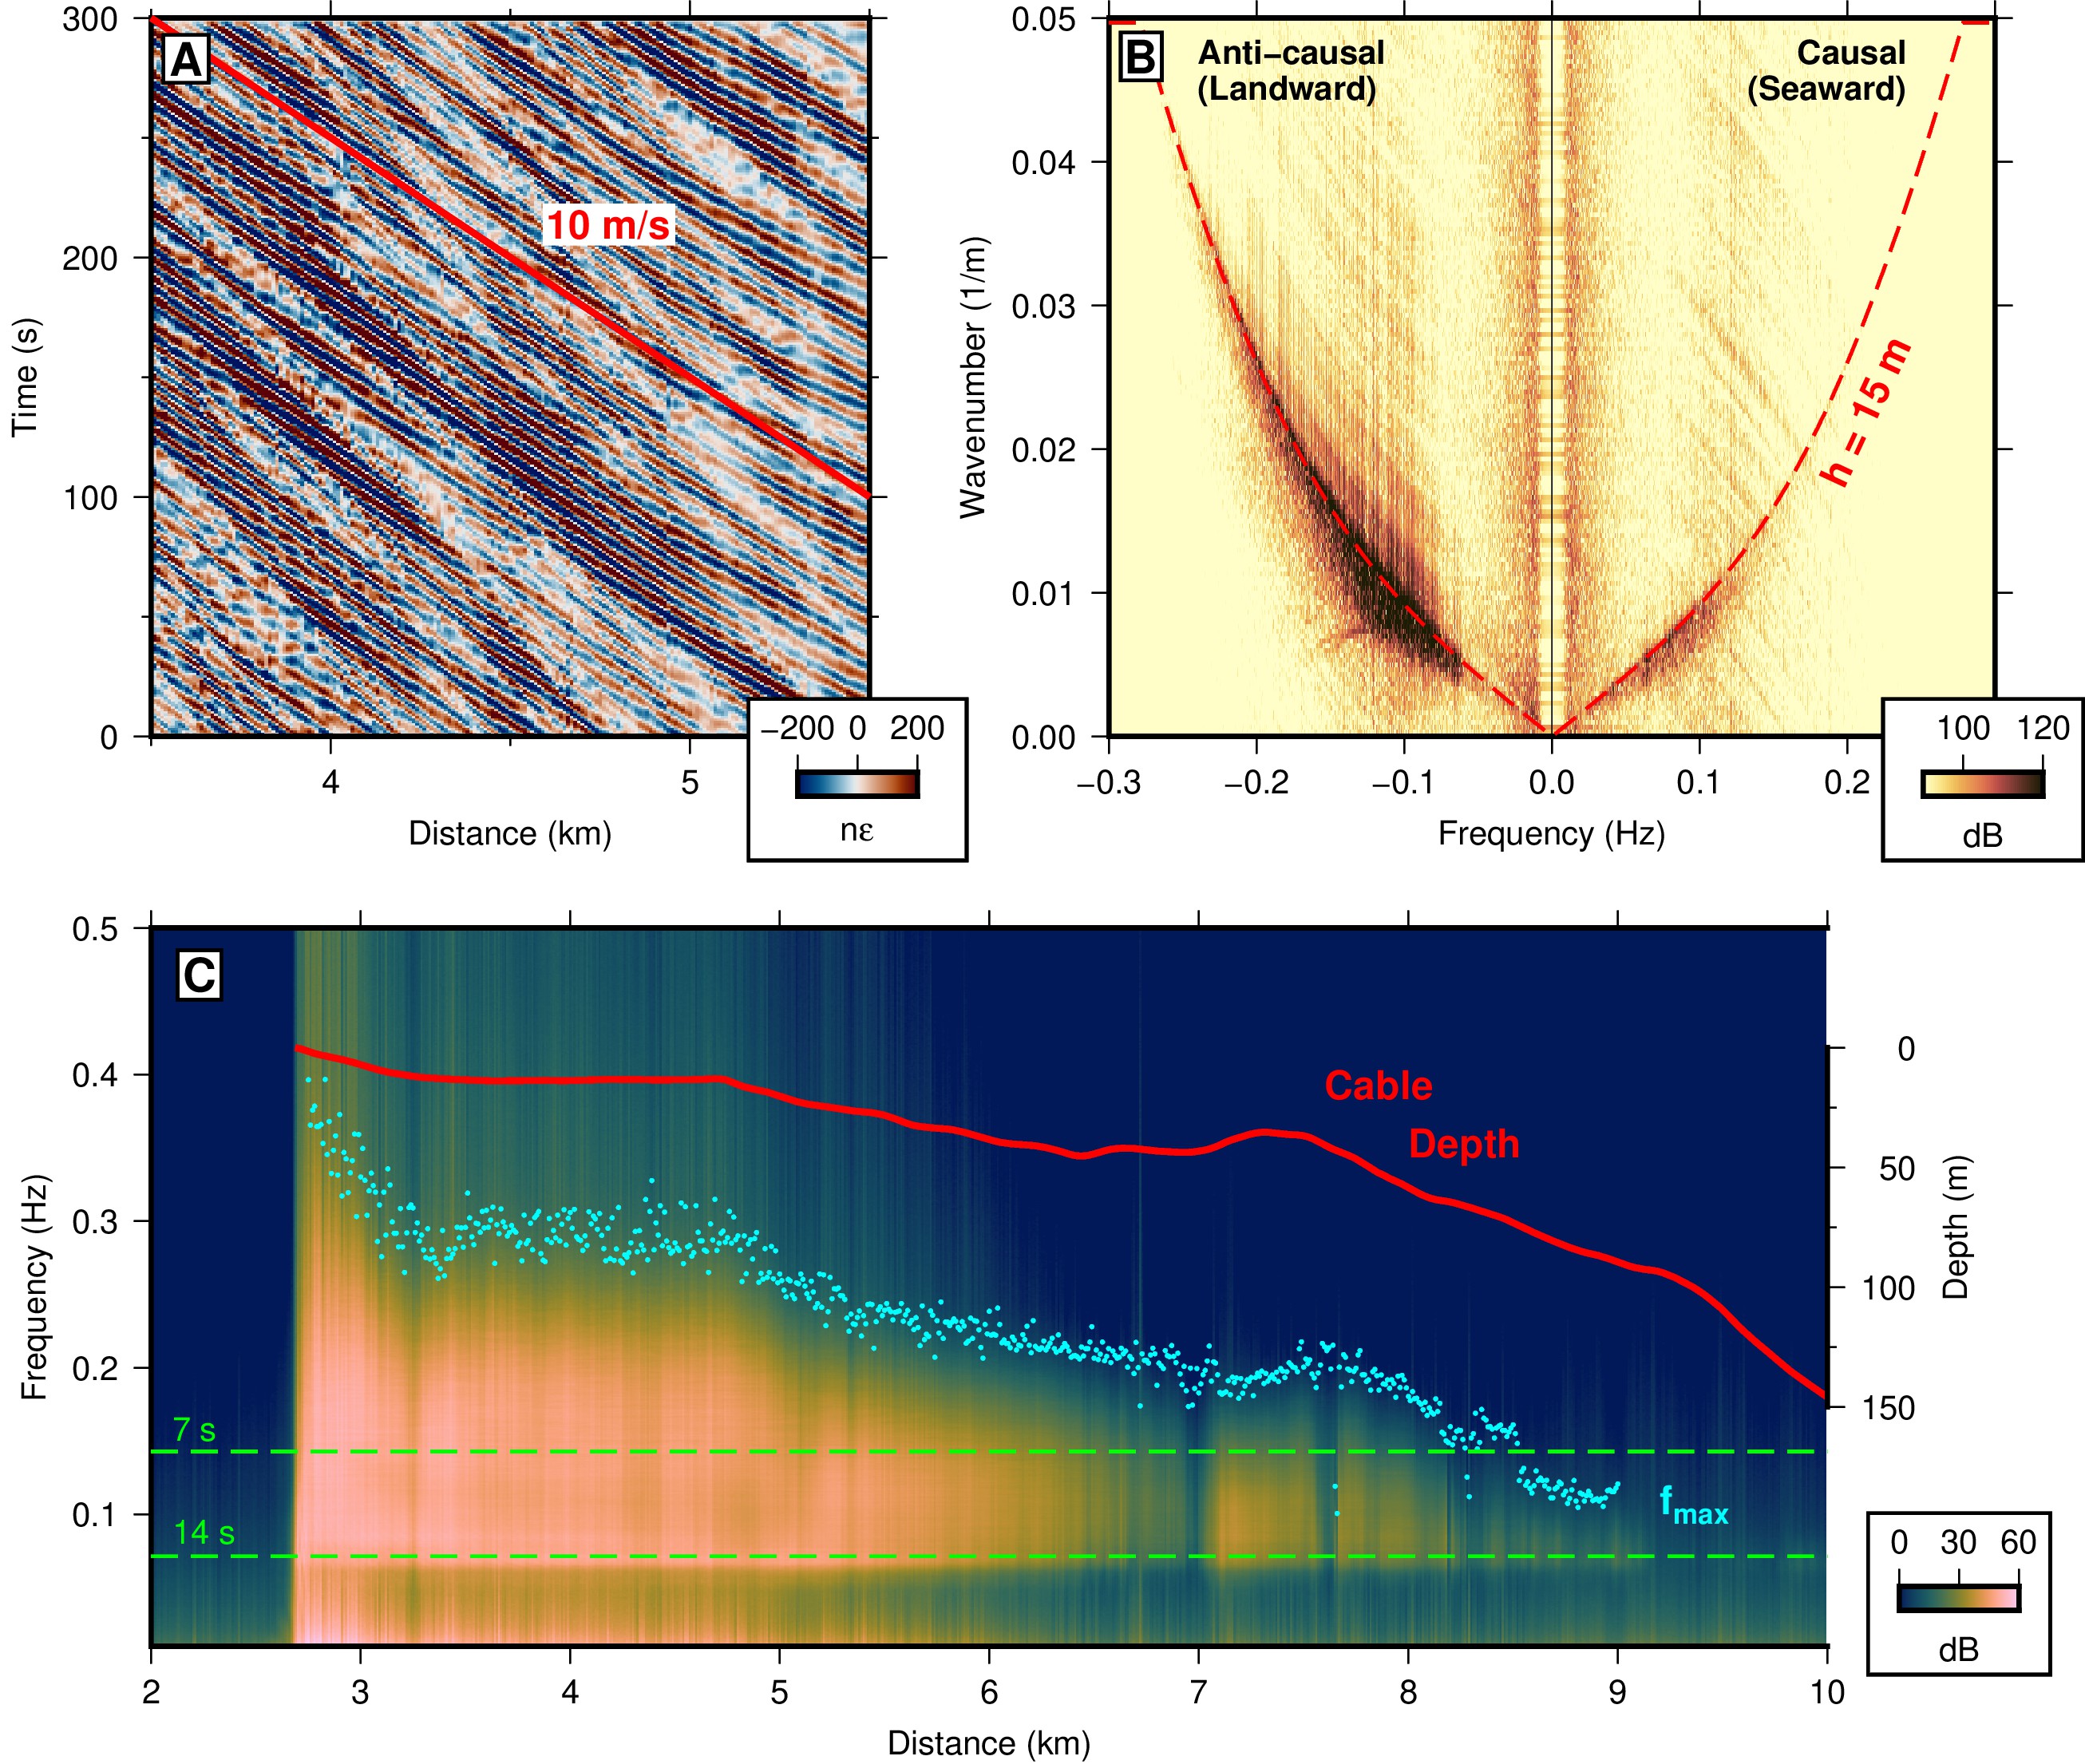 A
10 m/s
300
200
100
0
Time (s)
4
5
Distance (km)
−200 0 200
nε
B
Anti−causal
(Landward)
Causal
(Seaward)
h = 15 m
0.05
0.04
0.03
0.02
0.01
0.00
Wavenumber (1/m)
−0.3 −0.2 −0.1 0.0 0.1 0.2
Frequency (Hz)
100 120
dB
C
0.5
0.4
0.3
0.2
0.1
Frequency (Hz)
Cable
Depth
7 s
14 s
fmax
0
50
100
150
Depth (m)
0 30 60
dB
2 3 4 5 6 7 8 9 10
Distance (km)